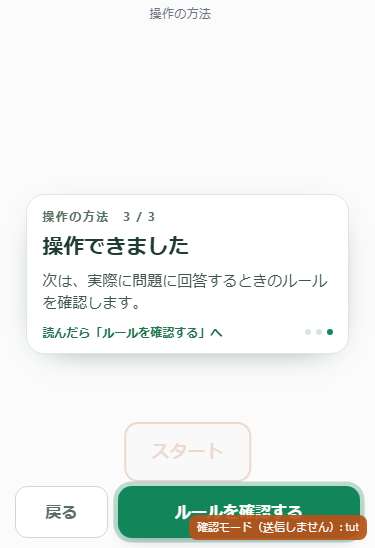 操作の方法
操作の方法 3 / 3
操作できました
次は、実際に問題に回答するときのルール
を確認します。
読んだら「ルールを確認する」へ
スタート
戻る
ルールを確認する
確認モード（送信しません）: tut